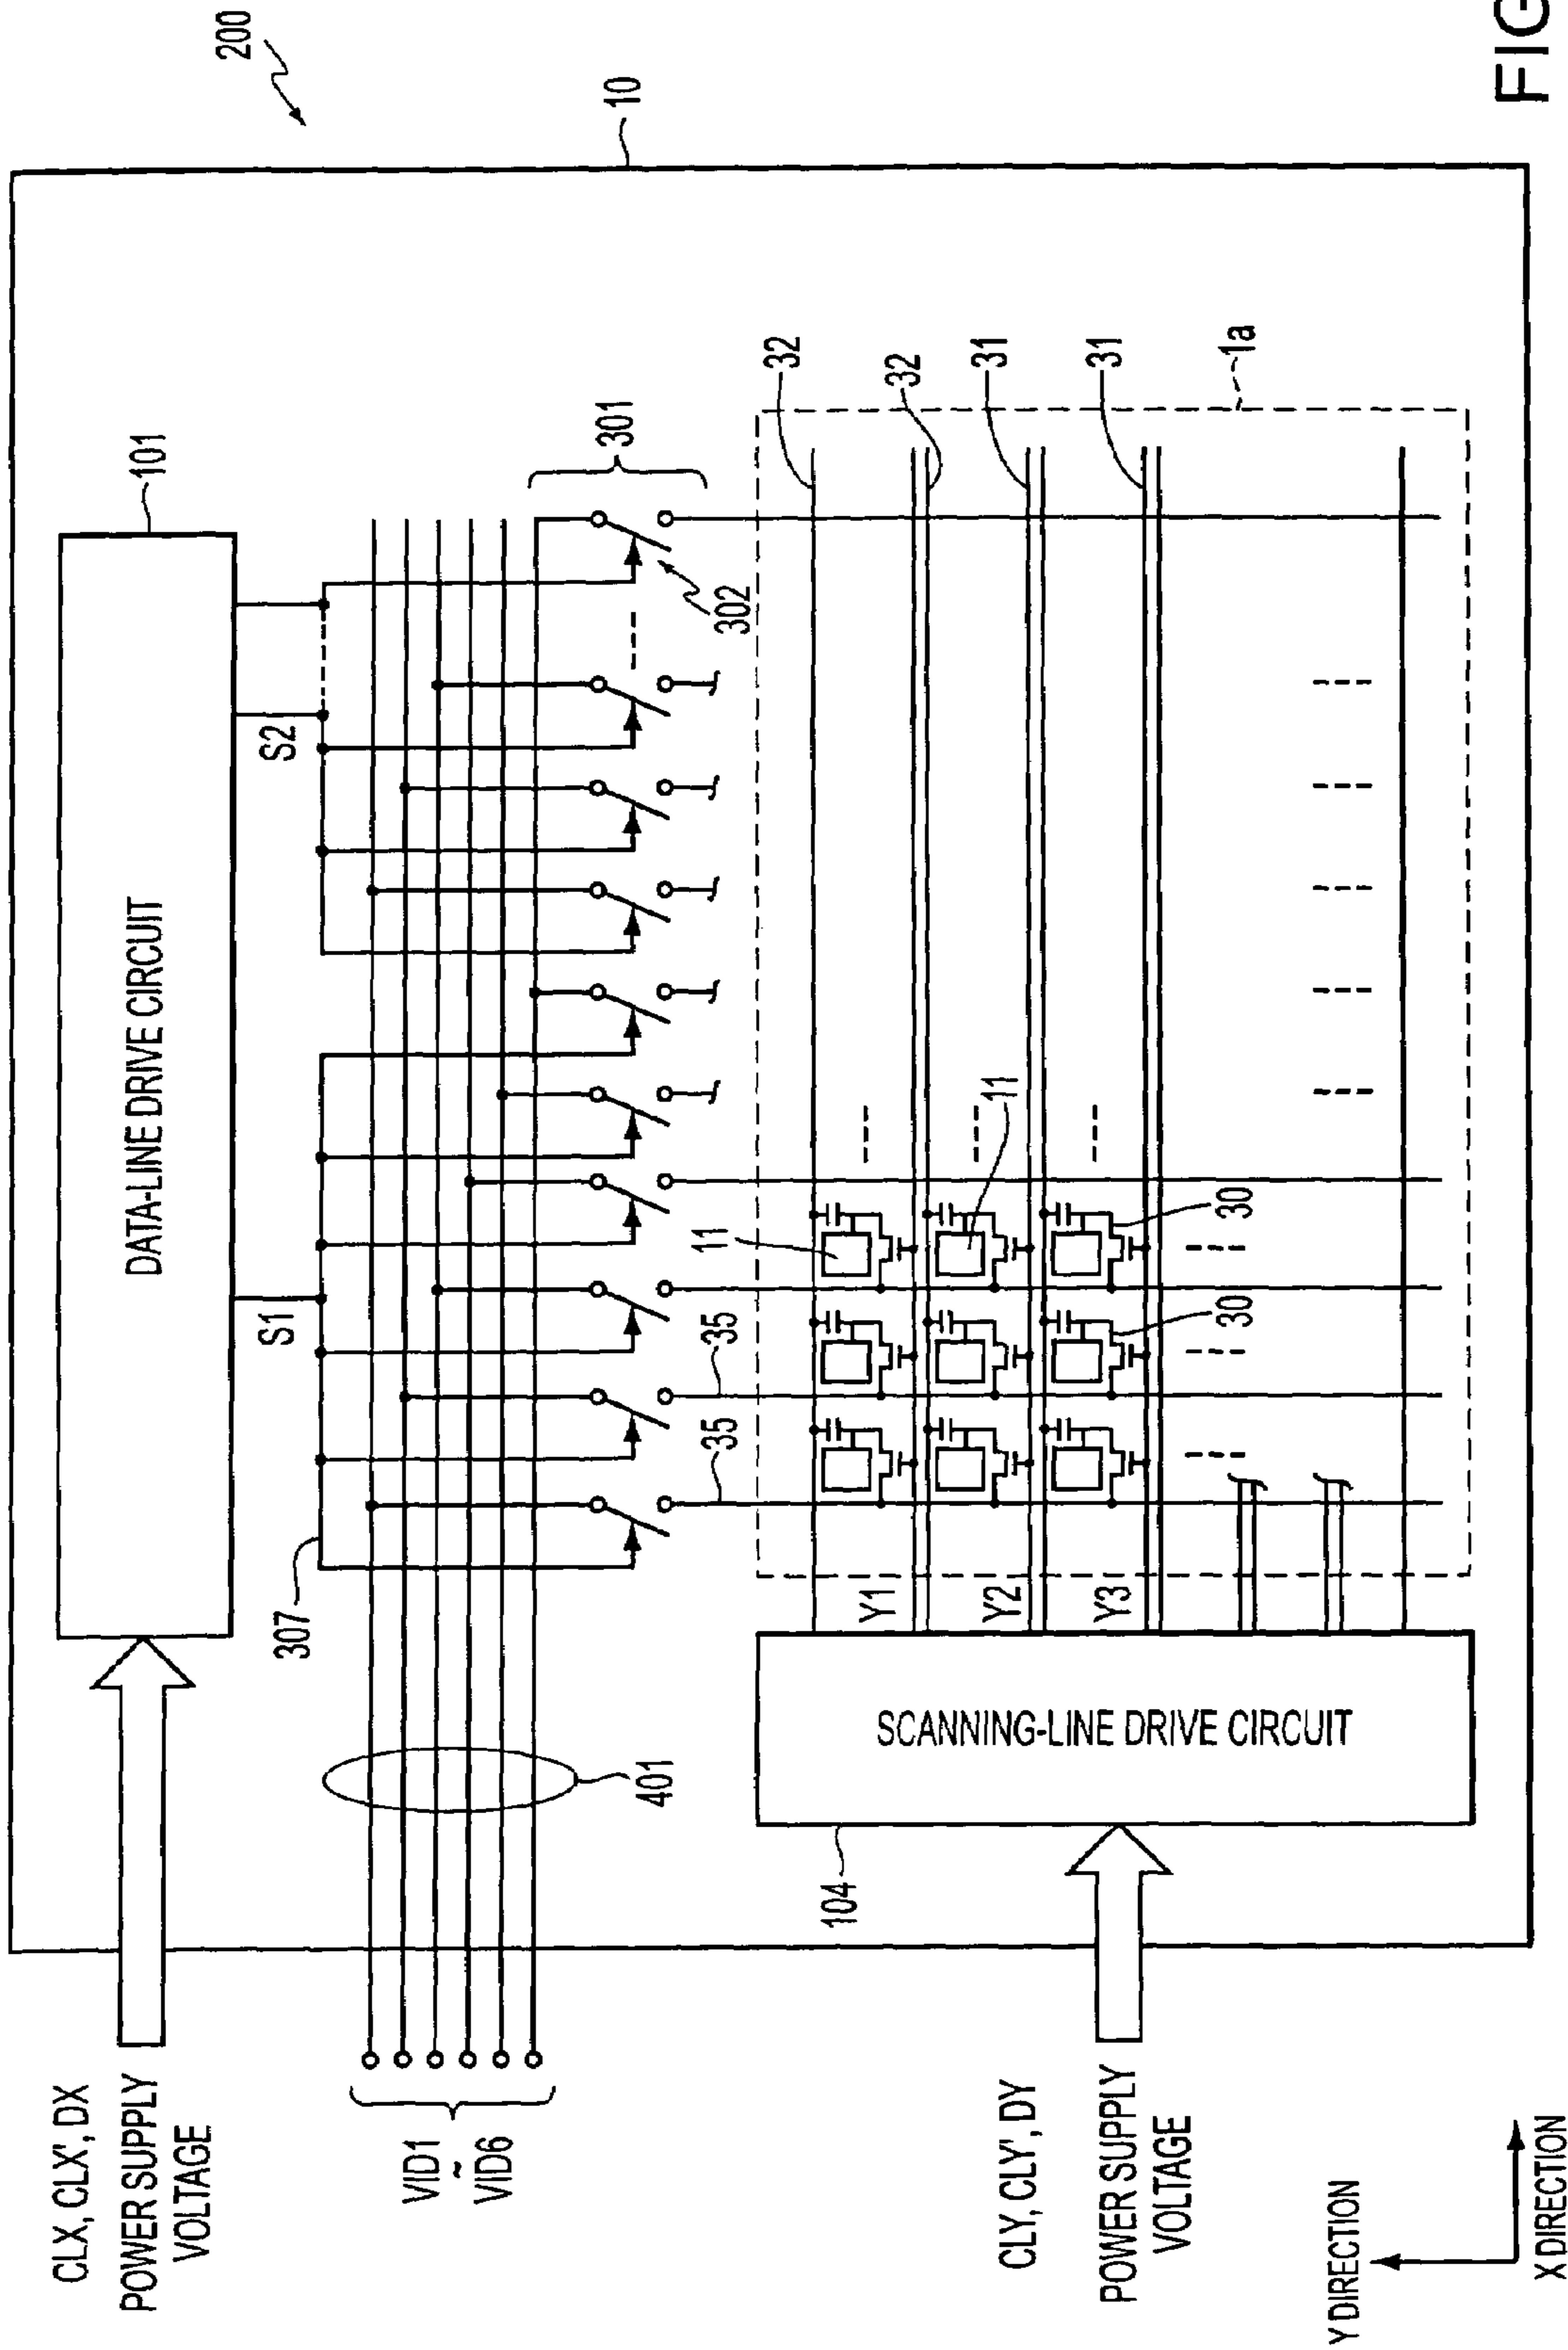 200
10
CLX, CLX', DX
POWER SUPPLY
VOLTAGE
DATA-LINE DRIVE CIRCUIT
101
307
S1
S2
VID1
~
VID6
401
301
302
35
35
32
32
31
31
1a
11
11
30
30
Y1
Y2
Y3
SCANNING-LINE DRIVE CIRCUIT
104
CLY, CLY', DY
POWER SUPPLY
VOLTAGE
Y DIRECTION
X DIRECTION
FIG